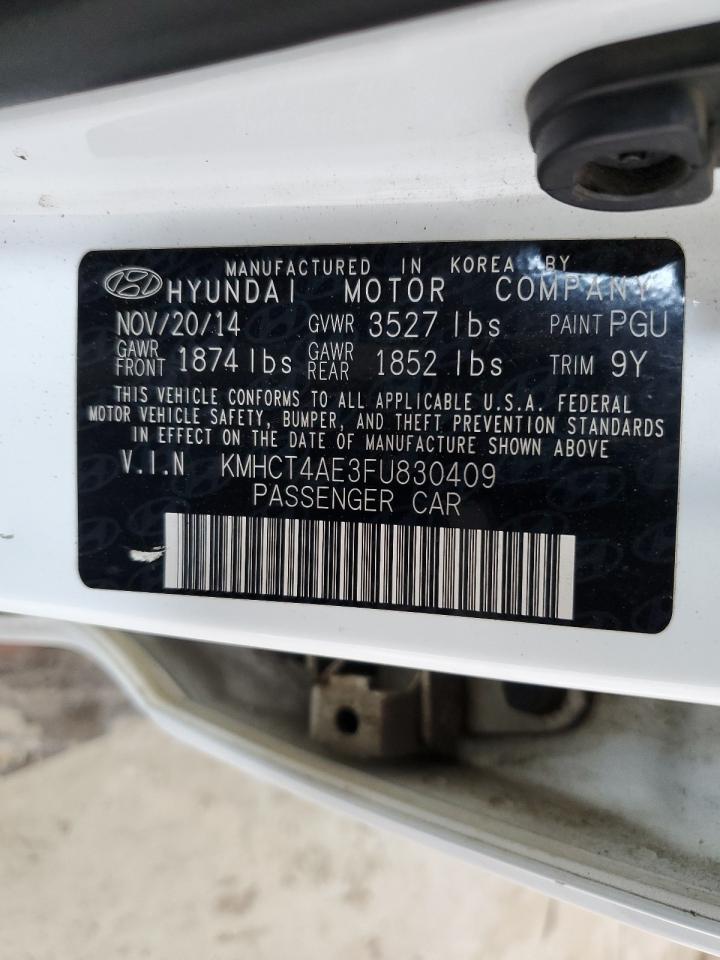 MANUFACTURED IN KOREA BY
HYUNDAI MOTOR COMPANY
NOV/20/14 GVWR 3527 lbs PAINT PGU
GAWR FRONT 1874 lbs GAWR REAR 1852 lbs TRIM 9Y
THIS VEHICLE CONFORMS TO ALL APPLICABLE U.S.A. FEDERAL
MOTOR VEHICLE SAFETY, BUMPER, AND THEFT PREVENTION STANDARDS
IN EFFECT ON THE DATE OF MANUFACTURE SHOWN ABOVE
V.I.N KMHCT4AE3FU830409
PASSENGER CAR